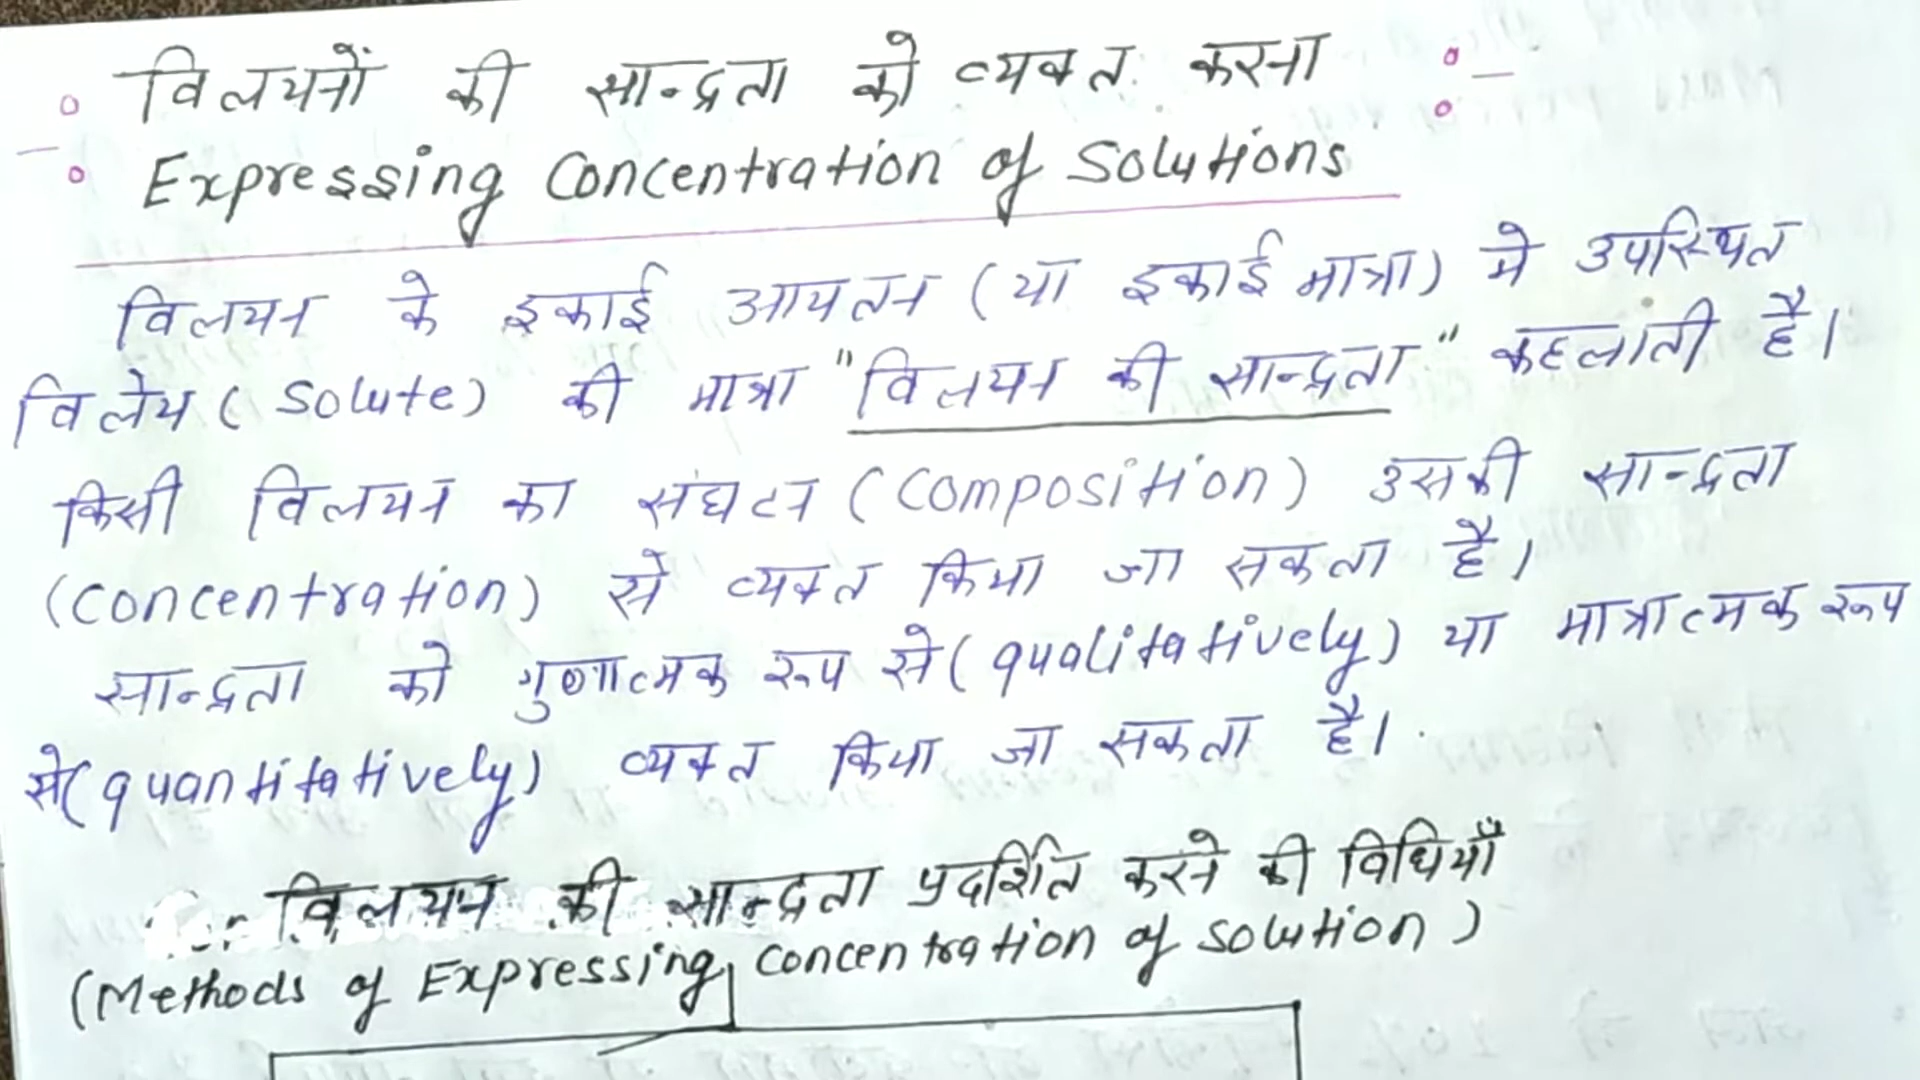 विलयनों की सान्द्रता को व्यक्त करना
Expressing Concentration of Solutions
विलयन के इकाई आयतन (या इकाई मात्रा) मे उपस्थित
विलेय (Solute) की मात्रा "विलयन की सान्द्रता" कहलाती है।
किसी विलयन का संघटन (Composition) उसकी सान्द्रता
(Concentration) से व्यक्त किया जा सकता है।
सान्द्रता को गुणात्मक रूप से (qualitatively) या मात्रात्मक रूप
से (quantitatively) व्यक्त किया जा सकता है।
विलयन की सान्द्रता प्रदर्शित करने की विधियाँ
(Methods of Expressing Concentration of solution)